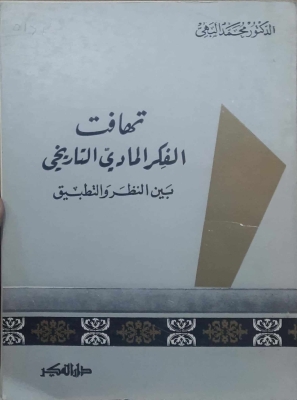 الدكتور محمد البهي
تهافت
الفكر المادي التاريخي
بين النظر والتطبيق
دار الفكر